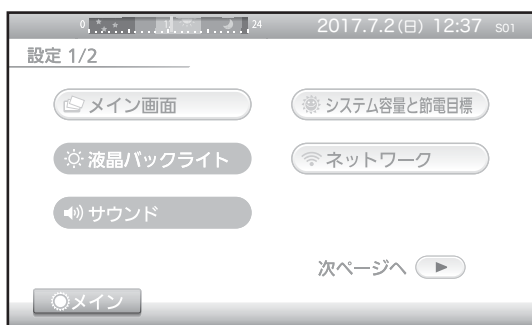 0 12 24 2017.7.2(日) 12:37 S01
設定 1/2
メイン画面
システム容量と節電目標
液晶バックライト
ネットワーク
サウンド
次ページへ
メイン